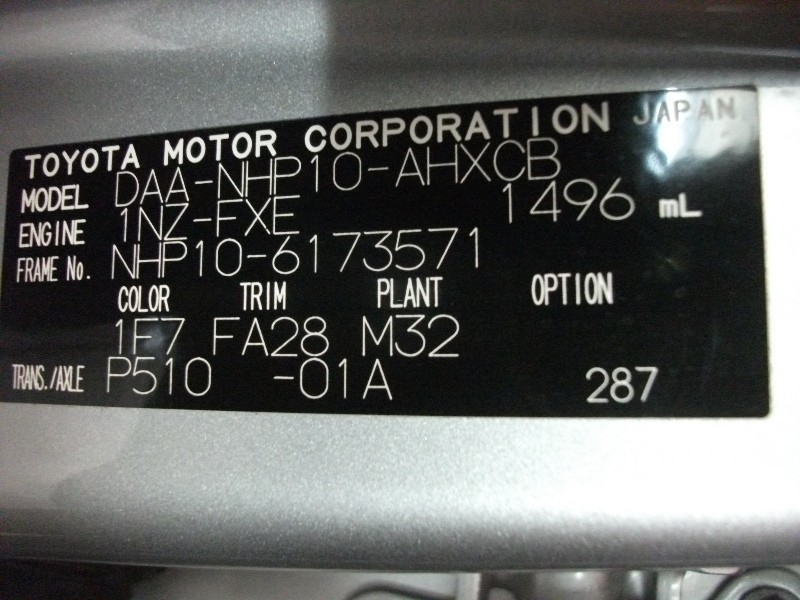 TOYOTA MOTOR CORPORATION JAPAN
MODEL DAA-NHP10-AHXCB
ENGINE 1NZ-FXE 1496 mL
FRAME No. NHP10-6173571
COLOR TRIM PLANT OPTION
1F7 FA28 M32
TRANS./AXLE P510 -01A 287